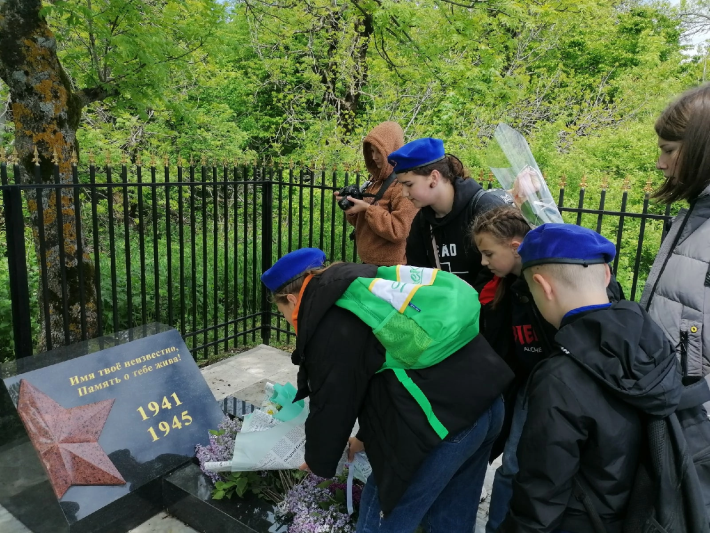 Имя твоё неизвестно,
Память о тебе жива!
1941
1945